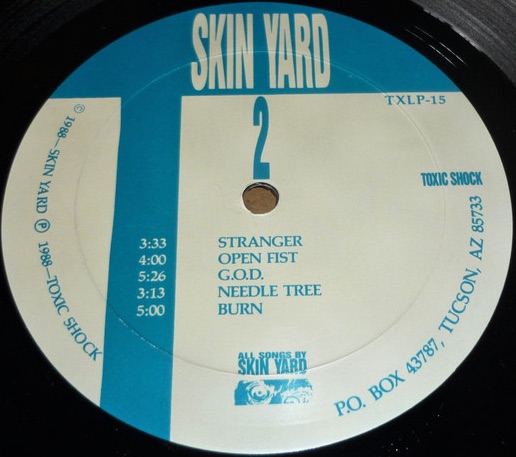 SKIN YARD
2
TXLP-15
TOXIC SHOCK
3:33 STRANGER
4:00 OPEN FIST
5:26 G.O.D.
3:13 NEEDLE TREE
5:00 BURN
ALL SONGS BY
SKIN YARD
© 1988—SKIN YARD ℗ 1988—TOXIC SHOCK
P.O. BOX 43787, TUCSON, AZ 85733